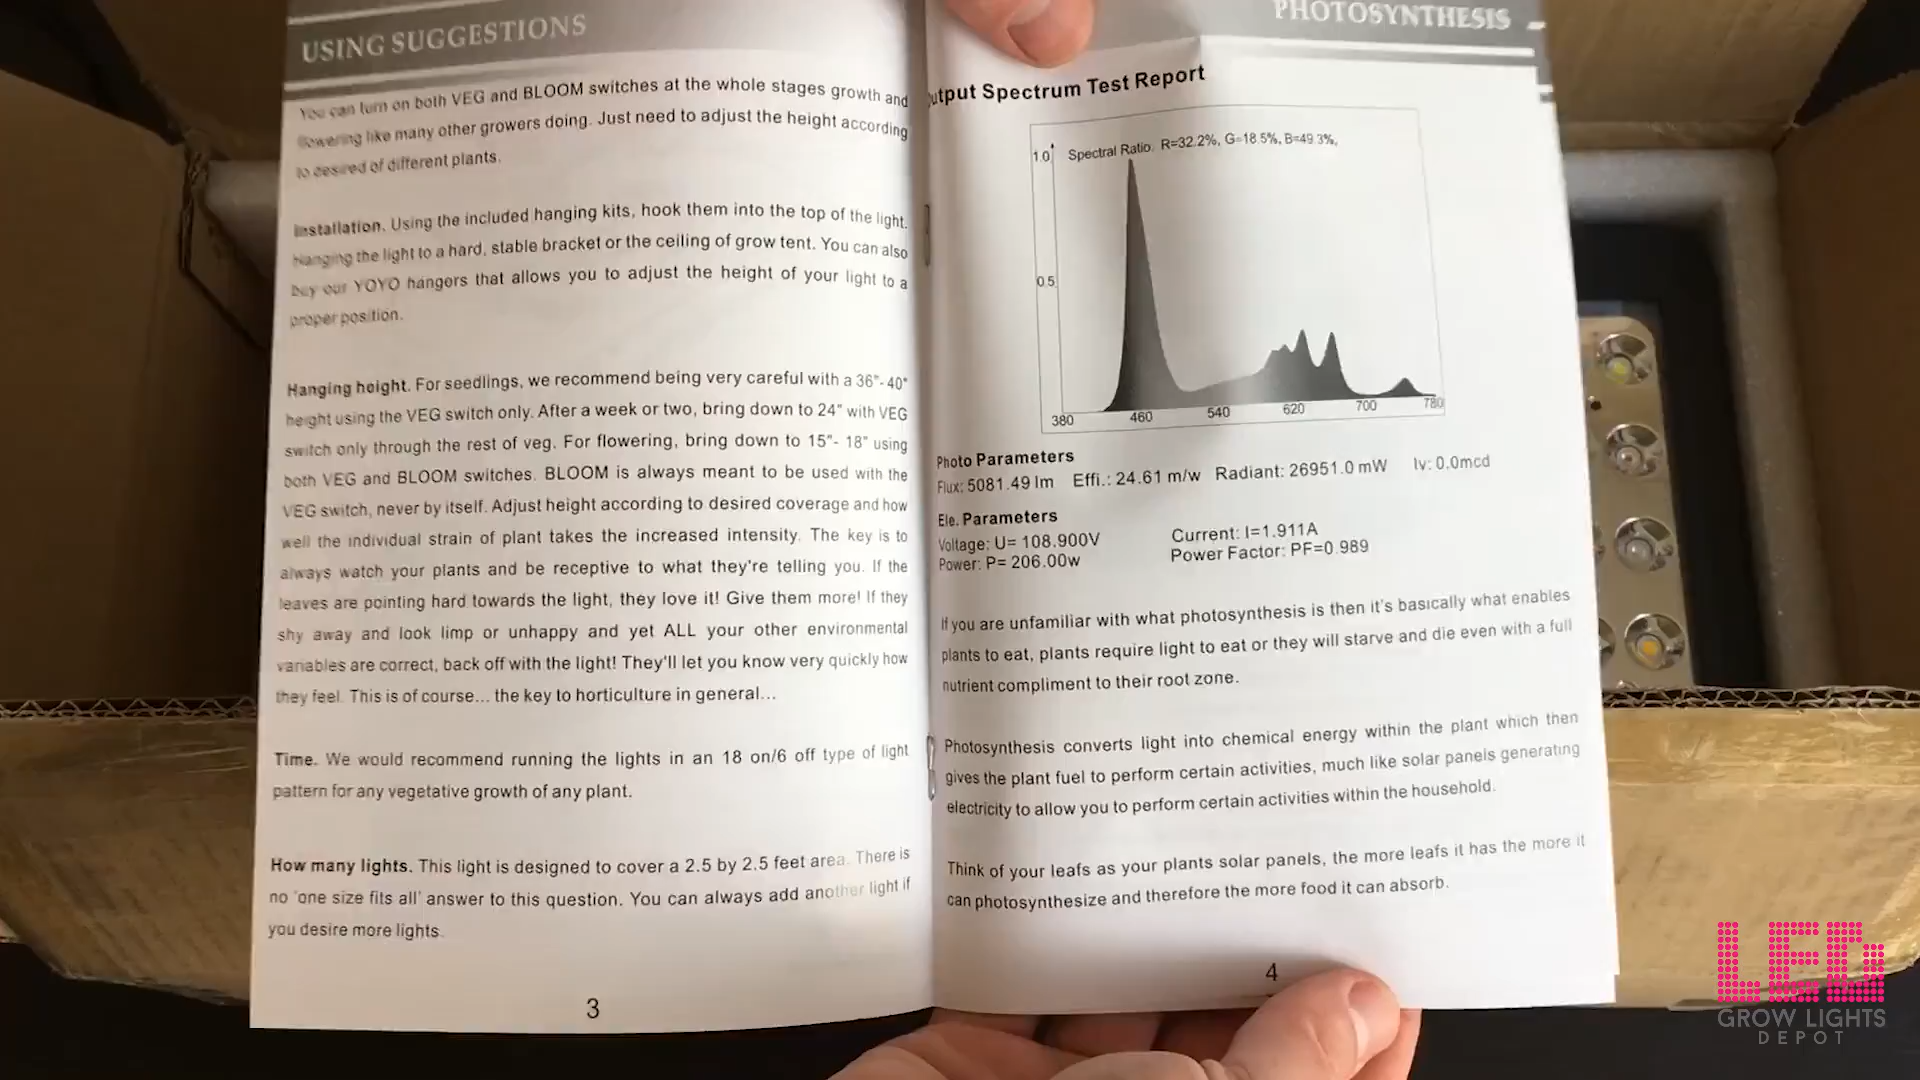 USING SUGGESTIONS
You can turn on both VEG and BLOOM switches at the whole stages growth and
flowering like many other growers doing. Just need to adjust the height according
to desired of different plants.
Installation. Using the included hanging kits, hook them into the top of the light.
Hanging the light to a hard, stable bracket or the ceiling of grow tent. You can also
buy our YOYO hangers that allows you to adjust the height of your light to a
proper position.
Hanging height. For seedlings, we recommend being very careful with a 36"- 40"
height using the VEG switch only. After a week or two, bring down to 24" with VEG
switch only through the rest of veg. For flowering, bring down to 15"- 18" using
both VEG and BLOOM switches. BLOOM is always meant to be used with the
VEG switch, never by itself. Adjust height according to desired coverage and how
well the individual strain of plant takes the increased intensity. The key is to
always watch your plants and be receptive to what they're telling you. If the
leaves are pointing hard towards the light, they love it! Give them more! If they
shy away and look limp or unhappy and yet ALL your other environmental
variables are correct, back off with the light! They'll let you know very quickly how
they feel. This is of course... the key to horticulture in general...
Time. We would recommend running the lights in an 18 on/6 off type of light
pattern for any vegetative growth of any plant.
How many lights. This light is designed to cover a 2.5 by 2.5 feet area. There is
no 'one size fits all' answer to this question. You can always add another light if
you desire more lights.
3
PHOTOSYNTHESIS
utput Spectrum Test Report
Spectral Ratio. R=32.2%, G=18.5%, B=49.3%,
1.0
0.5
380 460 540 620 700 780
Photo Parameters
Flux: 5081.49 lm Effi.: 24.61 m/w Radiant: 26951.0 mW Iv: 0.0mcd
Ele. Parameters
Voltage: U= 108.900V Current: I=1.911A
Power: P= 206.00w Power Factor: PF=0.989
If you are unfamiliar with what photosynthesis is then it's basically what enables
plants to eat, plants require light to eat or they will starve and die even with a full
nutrient compliment to their root zone.
Photosynthesis converts light into chemical energy within the plant which then
gives the plant fuel to perform certain activities, much like solar panels generating
electricity to allow you to perform certain activities within the household.
Think of your leafs as your plants solar panels, the more leafs it has the more it
can photosynthesize and therefore the more food it can absorb.
4
LED
GROW LIGHTS
DEPOT